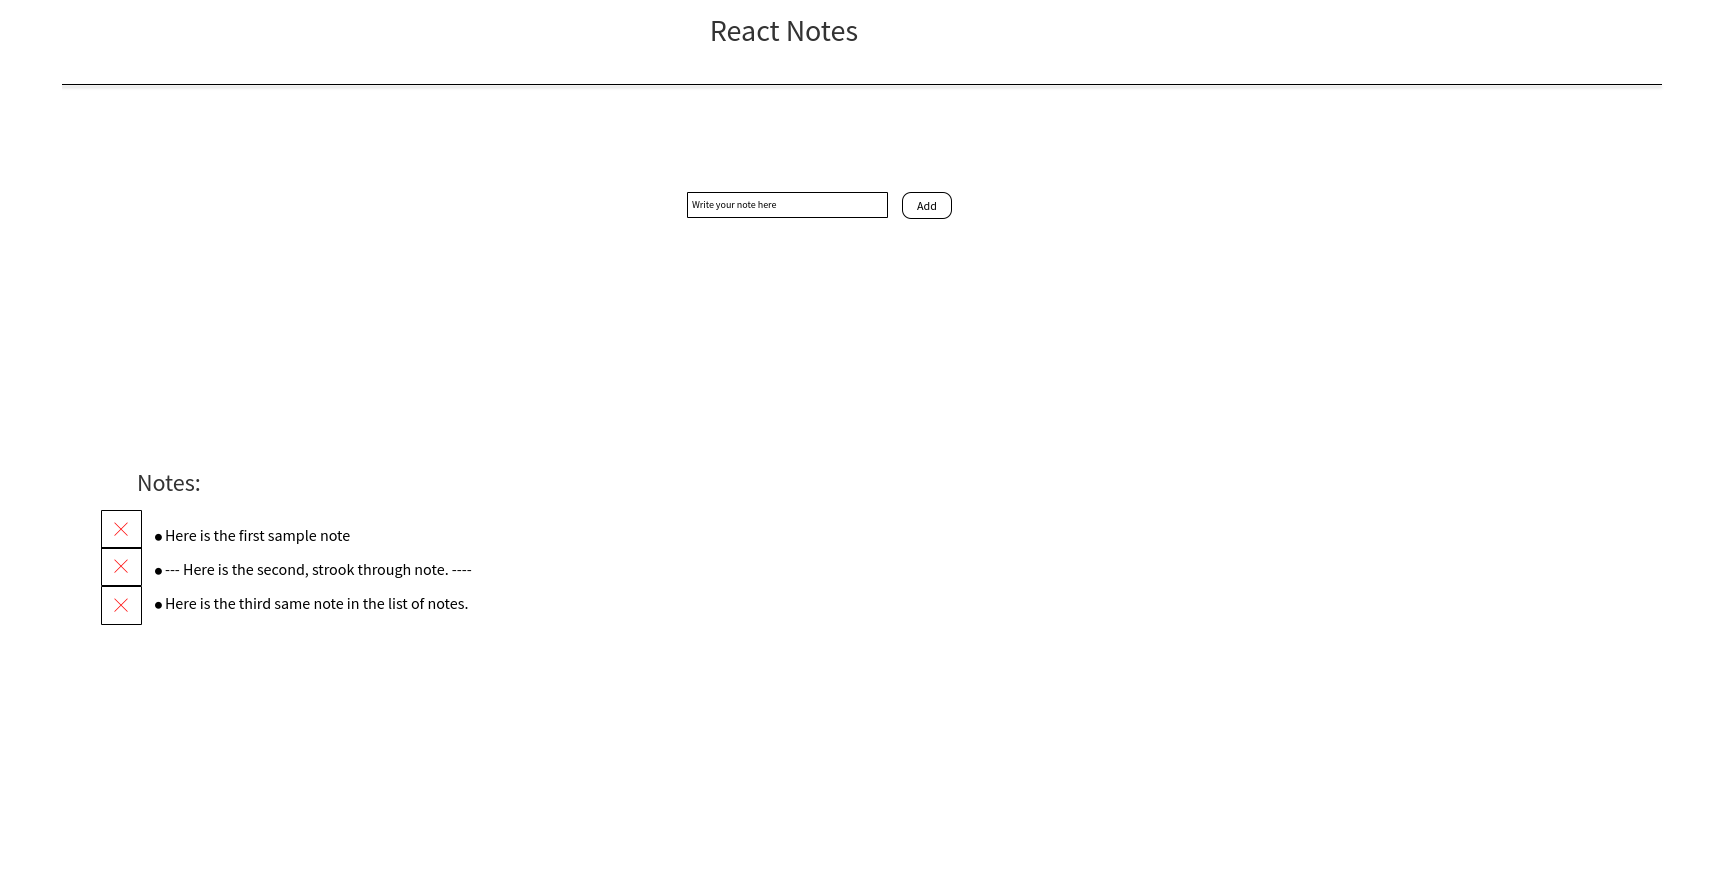 React Notes
Write your note here
Add
Notes:
● Here is the first sample note
● --- Here is the second, strook through note. ----
● Here is the third same note in the list of notes.